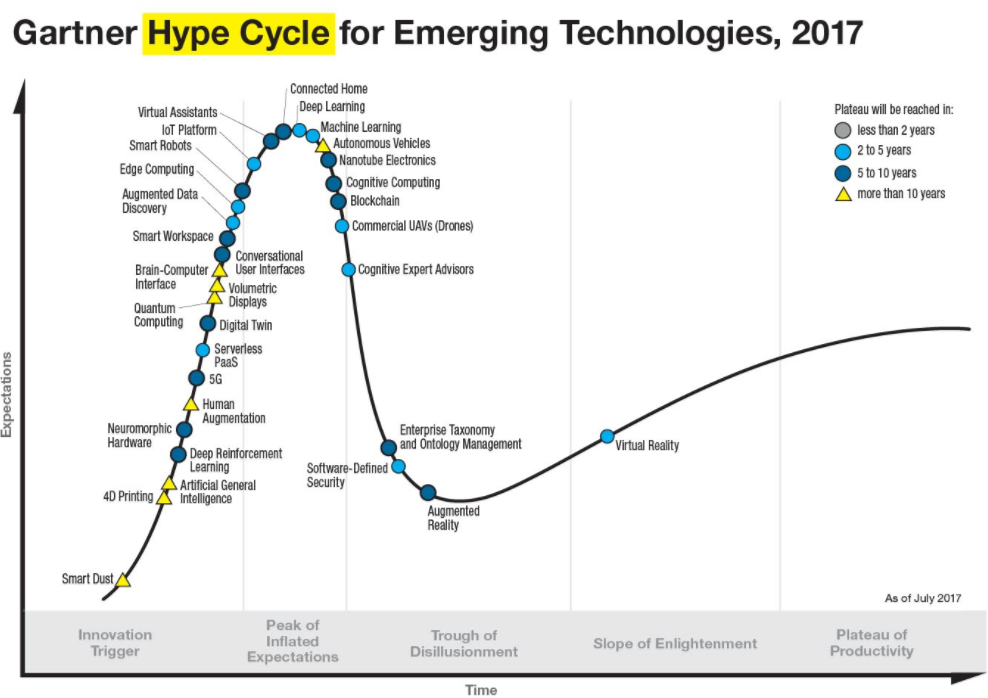 Gartner Hype Cycle for Emerging Technologies, 2017
Connected Home
Deep Learning
Virtual Assistants
Machine Learning
IoT Platform
Autonomous Vehicles
Smart Robots
Nanotube Electronics
Edge Computing
Cognitive Computing
Augmented Data
Discovery
Blockchain
Commercial UAVs (Drones)
Smart Workspace
Conversational
User Interfaces
Brain-Computer
Interface
Cognitive Expert Advisors
Volumetric
Displays
Quantum
Computing
Digital Twin
Serverless
PaaS
5G
Human
Augmentation
Neuromorphic
Hardware
Deep Reinforcement
Learning
Artificial General
Intelligence
4D Printing
Smart Dust
Enterprise Taxonomy
and Ontology Management
Software-Defined
Security
Augmented
Reality
Virtual Reality
Plateau will be reached in:
less than 2 years
2 to 5 years
5 to 10 years
more than 10 years
As of July 2017
Expectations
Innovation
Trigger
Peak of
Inflated
Expectations
Trough of
Disillusionment
Slope of Enlightenment
Plateau of
Productivity
Time